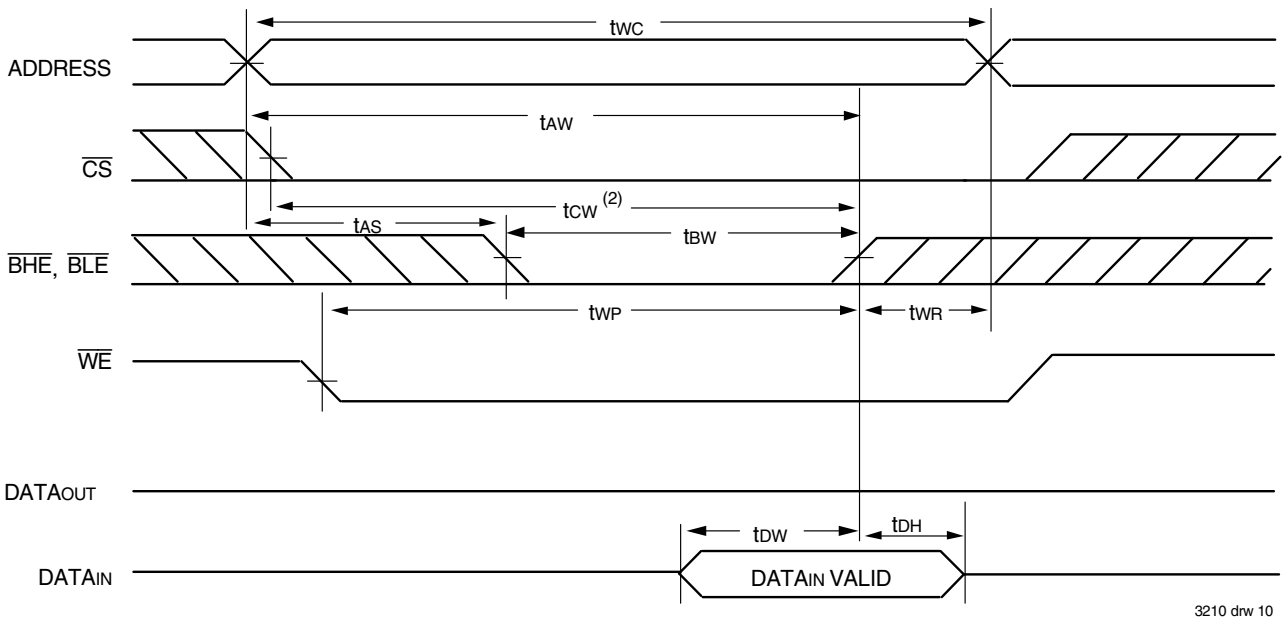 tWC
ADDRESS
tAW
CS
tCW (2)
tAS
tBW
BHE, BLE
tWP
tWR
WE
DATAOUT
tDW
tDH
DATAIN
DATAIN VALID
3210 drw 10